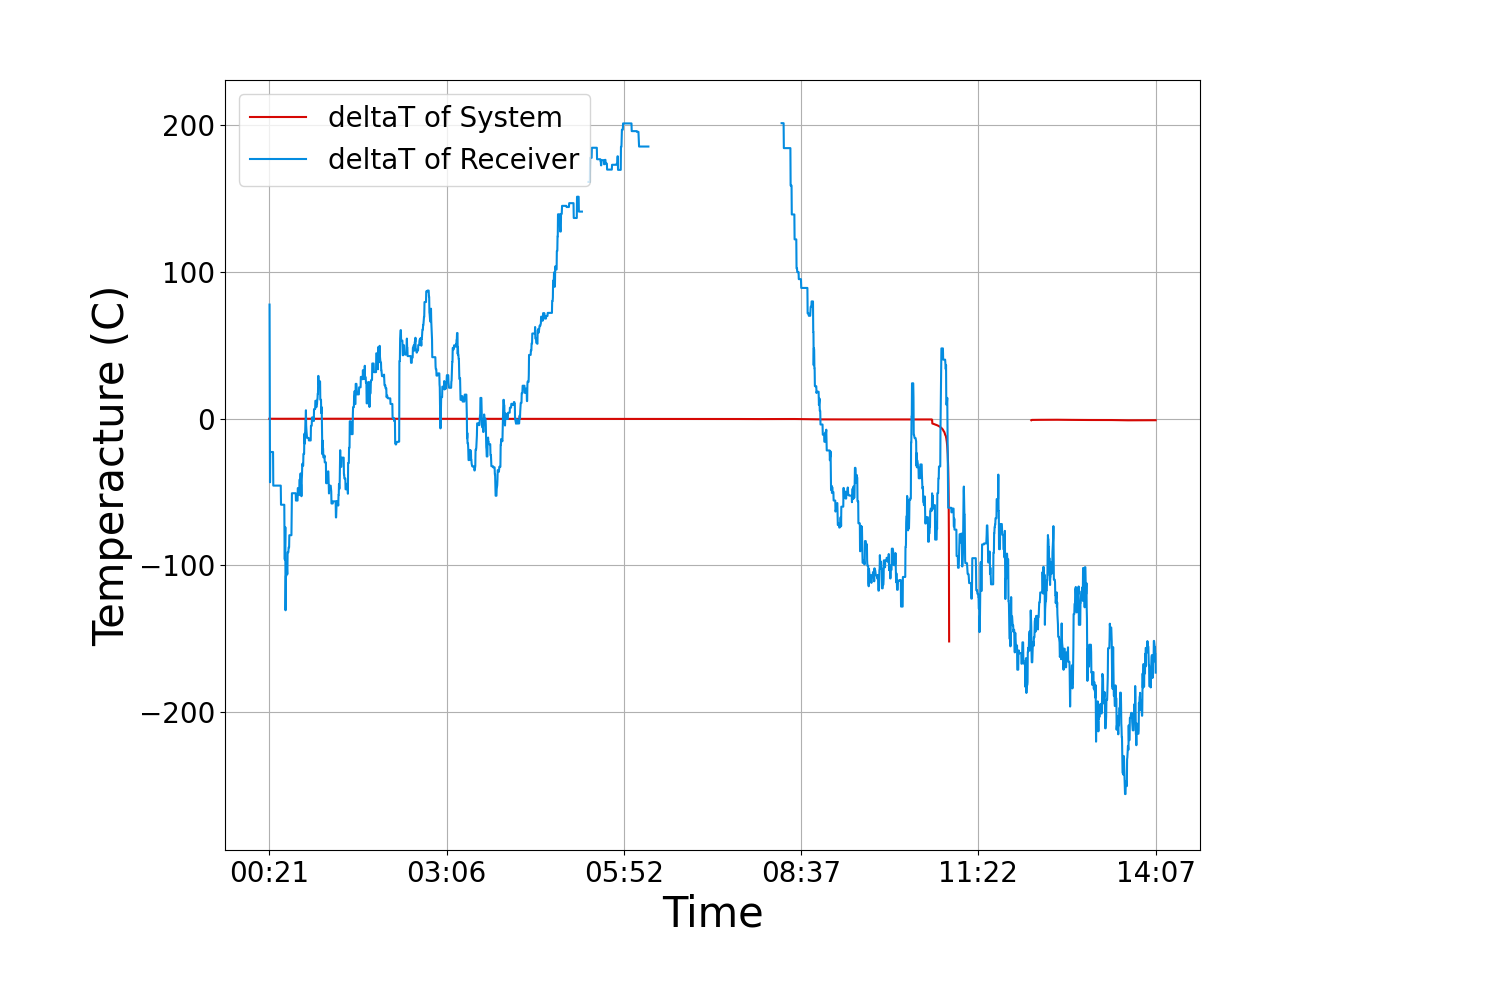 deltaT of System
deltaT of Receiver
200
100
0
−100
−200
Temperacture (C)
00:21 03:06 05:52 08:37 11:22 14:07
Time